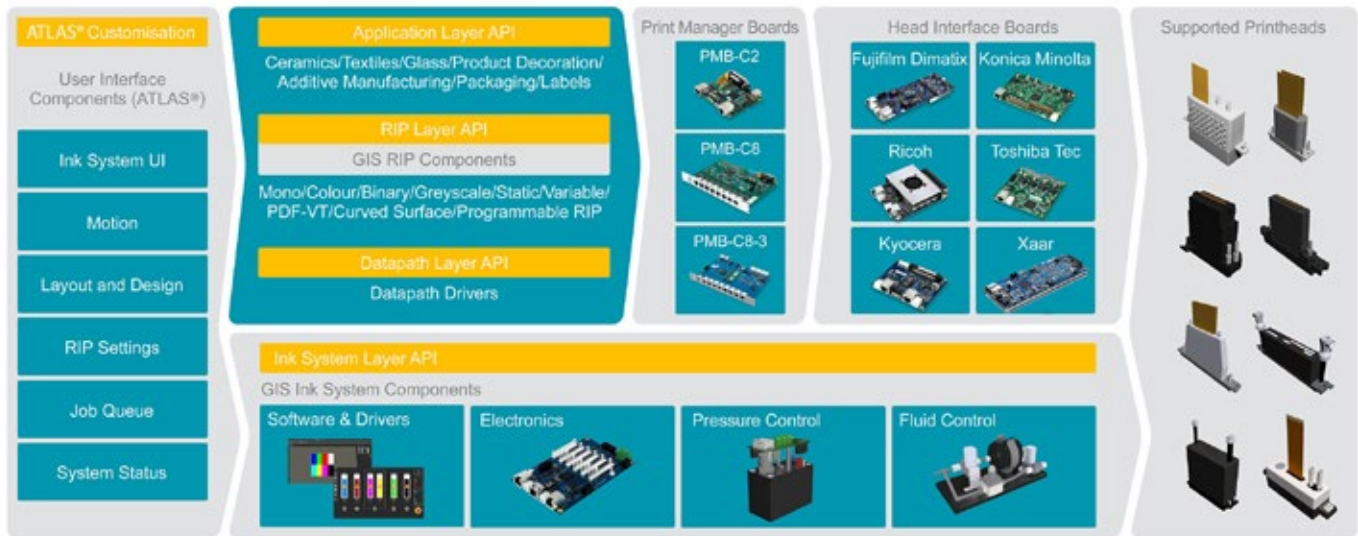 ATLAS® Customisation
User Interface
Components (ATLAS®)
Ink System UI
Motion
Layout and Design
RIP Settings
Job Queue
System Status
Application Layer API
Ceramics/Textiles/Glass/Product Decoration/
Additive Manufacturing/Packaging/Labels
RIP Layer API
GIS RIP Components
Mono/Colour/Binary/Greyscale/Static/Variable/
PDF-VT/Curved Surface/Programmable RIP
Datapath Layer API
Datapath Drivers
Print Manager Boards
PMB-C2
PMB-C8
PMB-C8-3
Head Interface Boards
Fujifilm Dimatix
Konica Minolta
Ricoh
Toshiba Tec
Kyocera
Xaar
Ink System Layer API
GIS Ink System Components
Software & Drivers
Electronics
Pressure Control
Fluid Control
Supported Printheads